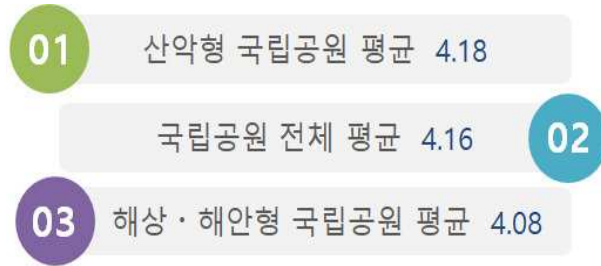 01 산악형 국립공원 평균 4.18
국립공원 전체 평균 4.16 02
03 해상 · 해안형 국립공원 평균 4.08